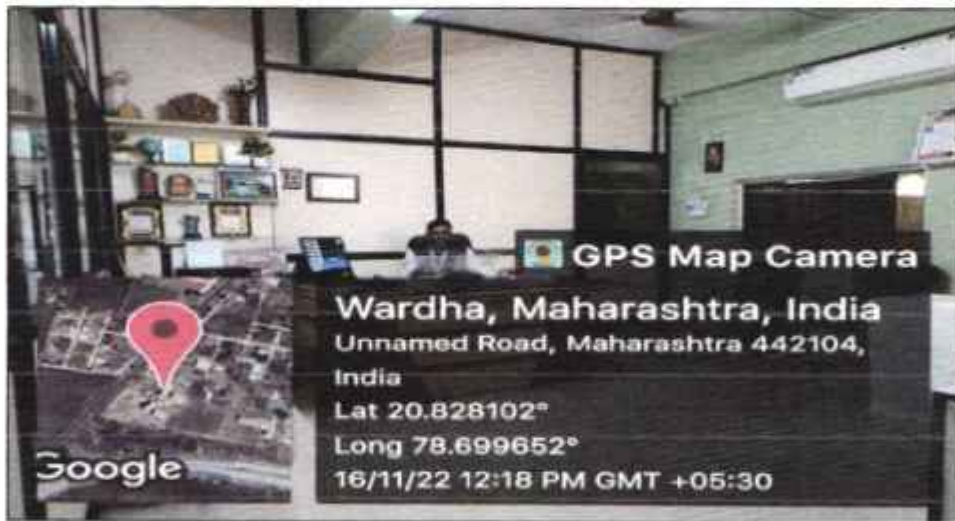 GPS Map Camera
Wardha, Maharashtra, India
Unnamed Road, Maharashtra 442104,
India
Lat 20.828102°
Long 78.699652°
16/11/22 12:18 PM GMT +05:30
Google